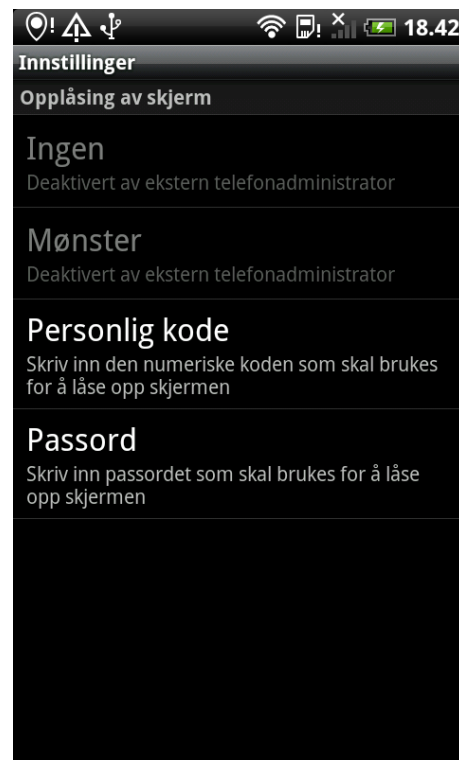 18.42
Innstillinger
Opplåsing av skjerm
Ingen
Deaktivert av ekstern telefonadministrator
Mønster
Deaktivert av ekstern telefonadministrator
Personlig kode
Skriv inn den numeriske koden som skal brukes
for å låse opp skjermen
Passord
Skriv inn passordet som skal brukes for å låse
opp skjermen